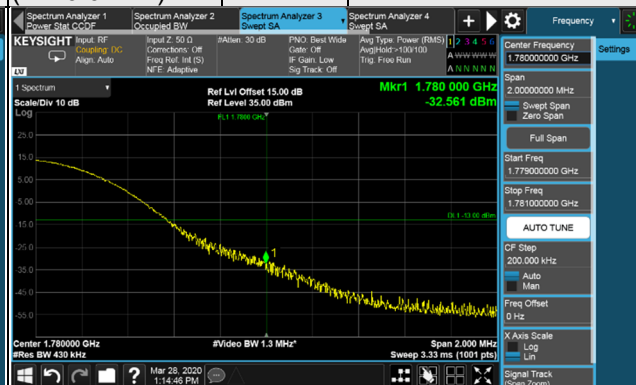 Spectrum Analyzer 1
Power Stat CCDF
Spectrum Analyzer 2
Occupied BW
Spectrum Analyzer 3
Swept SA
Spectrum Analyzer 4
Swept SA
Frequency
KEYSIGHT
Input: RF
Coupling: DC
Align: Auto
Input Z: 50 Ω
Corrections: Off
Freq Ref: Int (S)
NFE: Adaptive
#Atten: 30 dB
PNO: Best Wide
Gate: Off
IF Gain: Low
Sig Track: Off
Avg Type: Power (RMS)
Avg|Hold:>100/100
Trig: Free Run
1 2 3 4 5 6
A W W W W W
A N N N N N
LXI
1 Spectrum
Scale/Div 10 dB
Log
Ref Lvl Offset 15.00 dB
Ref Level 35.00 dBm
Mkr1 1.780 000 GHz
-32.561 dBm
FL1 1.7800 GHz
25.0
15.0
5.00
-5.00
-15.0
-25.0
-35.0
-45.0
-55.0
DL1 -13.00 dBm
1
Center 1.780000 GHz
#Res BW 430 kHz
#Video BW 1.3 MHz*
Span 2.000 MHz
Sweep 3.33 ms (1001 pts)
Mar 28, 2020
1:14:46 PM
Center Frequency
1.780000000 GHz
Span
2.00000000 MHz
Swept Span
Zero Span
Full Span
Start Freq
1.779000000 GHz
Stop Freq
1.781000000 GHz
AUTO TUNE
CF Step
200.000 kHz
Auto
Man
Freq Offset
0 Hz
X Axis Scale
Log
Lin
Signal Track
(Span Zoom)
Settings